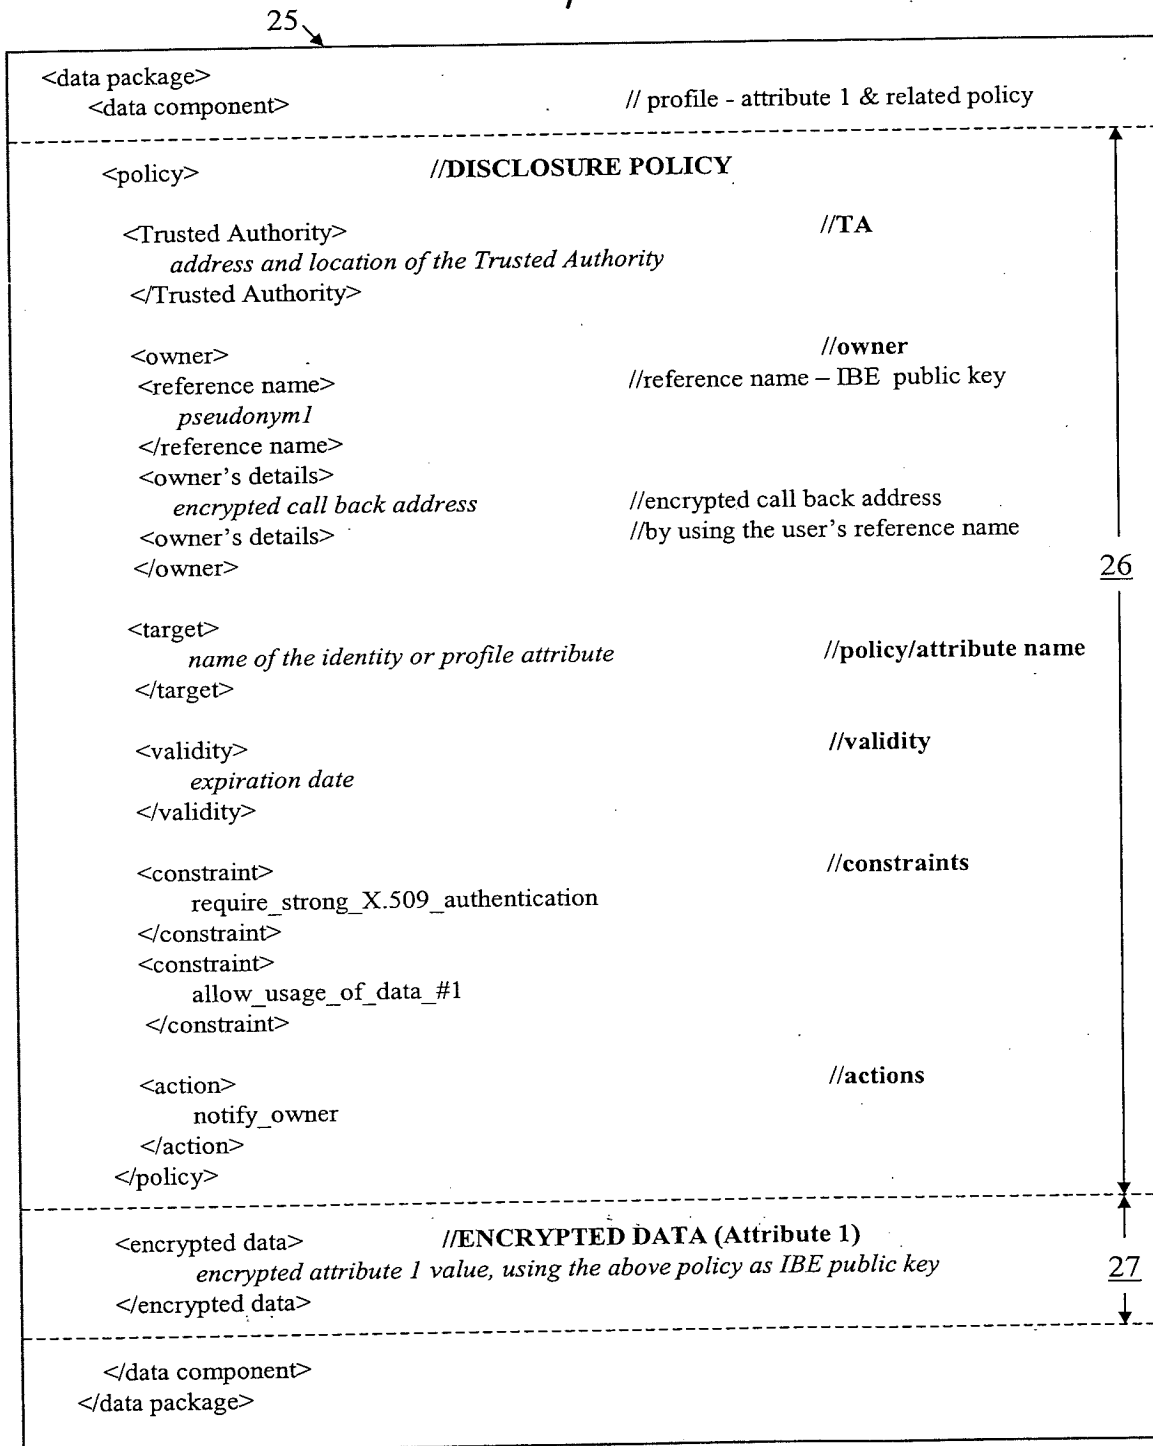 25
<data package>
<data component> // profile - attribute 1 & related policy
<policy> //DISCLOSURE POLICY
<Trusted Authority> //TA
address and location of the Trusted Authority
</Trusted Authority>
<owner> //owner
<reference name> //reference name – IBE public key
pseudonym1
</reference name>
<owner's details>
encrypted call back address //encrypted call back address
<owner's details> //by using the user's reference name
</owner>
26
<target>
name of the identity or profile attribute //policy/attribute name
</target>
<validity> //validity
expiration date
</validity>
<constraint> //constraints
require_strong_X.509_authentication
</constraint>
<constraint>
allow_usage_of_data_#1
</constraint>
<action> //actions
notify_owner
</action>
</policy>
<encrypted data> //ENCRYPTED DATA (Attribute 1)
encrypted attribute 1 value, using the above policy as IBE public key 27
</encrypted data>
</data component>
</data package>